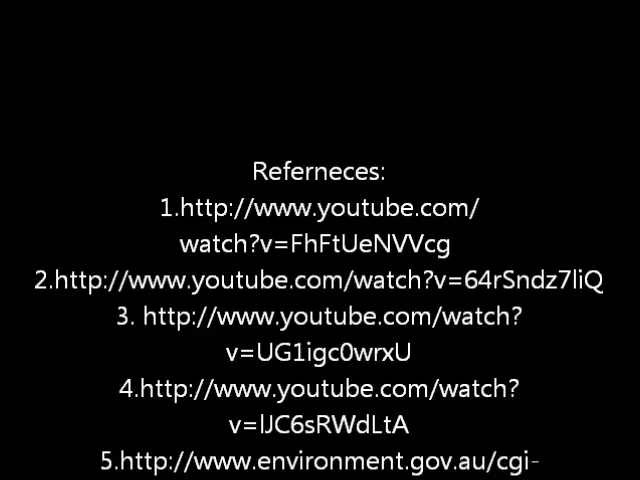 Referneces:
1.http://www.youtube.com/
watch?v=FhFtUeNVVcg
2.http://www.youtube.com/watch?v=64rSndz7liQ
3. http://www.youtube.com/watch?
v=UG1igc0wrxU
4.http://www.youtube.com/watch?
v=lJC6sRWdLtA
5.http://www.environment.gov.au/cgi-